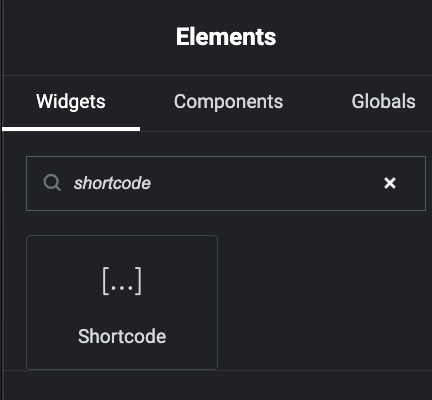 Elements
Widgets Components Globals
shortcode
[...]
Shortcode